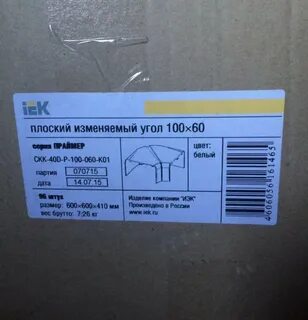 iEK
плоский изменяемый угол 100×60
серия ПРАЙМЕР
СКК-40D-P-100-060-K01
цвет:
белый
партия 070715
дата 14.07.15
96 штук
размер: 600×600×410 мм
вес брутто: 7,26 кг
Изделие компании "ИЭК"
Произведено в России
www.iek.ru
4606056161465